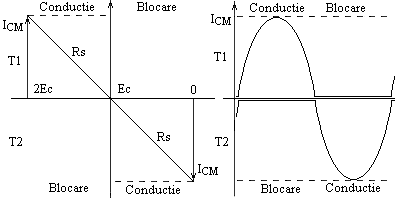 Conductie
Blocare
ICM
T1
Rs
2Ec
Ec
0
T2
Rs
ICM
Blocare
Conductie
ICM
Conductie
Blocare
T1
T2
ICM
Blocare
Conductie